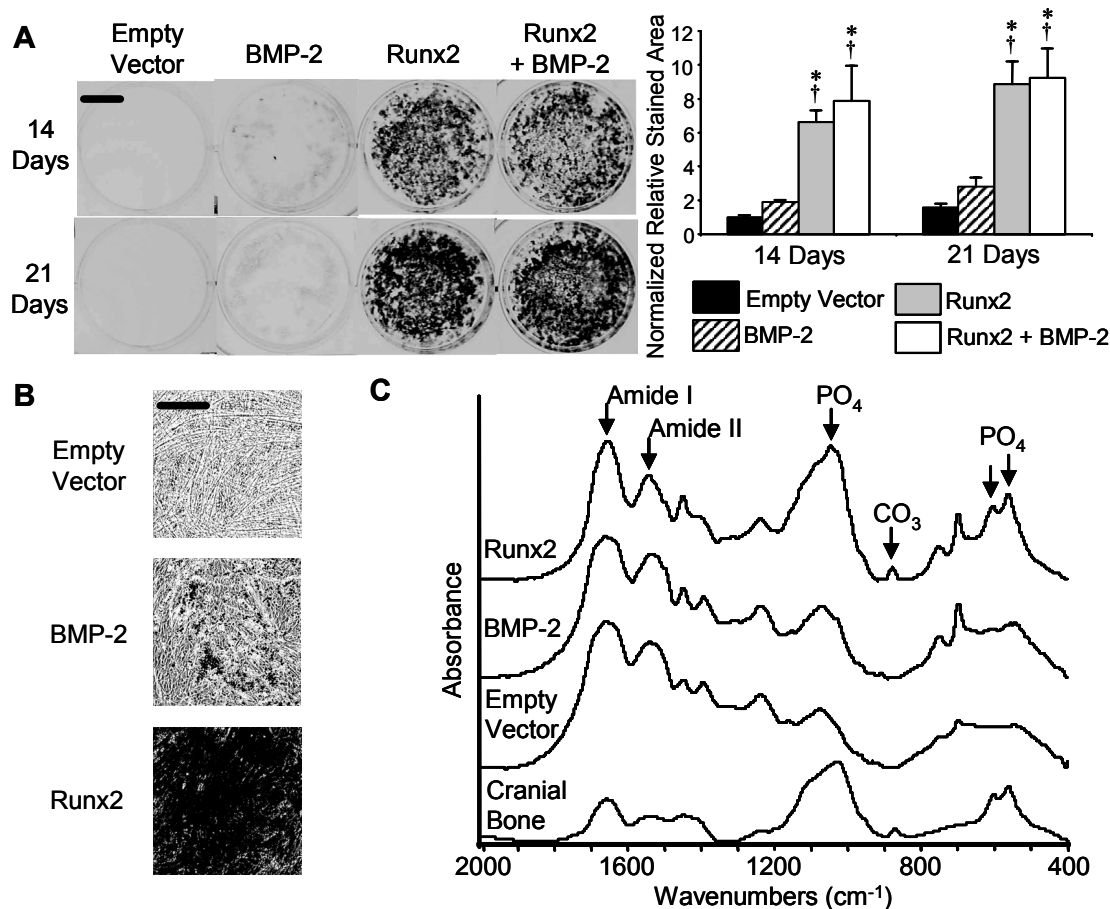 A
Empty
Vector
BMP-2
Runx2
Runx2
+ BMP-2
14
Days
21
Days
Normalized Relative Stained Area
12
10
8
6
4
2
0
*
†
*
†
*
†
*
†
14 Days
21 Days
Empty Vector
Runx2
BMP-2
Runx2 + BMP-2
B
Empty
Vector
BMP-2
Runx2
C
Amide I
Amide II
PO4
PO4
CO3
Runx2
BMP-2
Empty
Vector
Cranial
Bone
Absorbance
2000 1600 1200 800 400
Wavenumbers (cm-1)